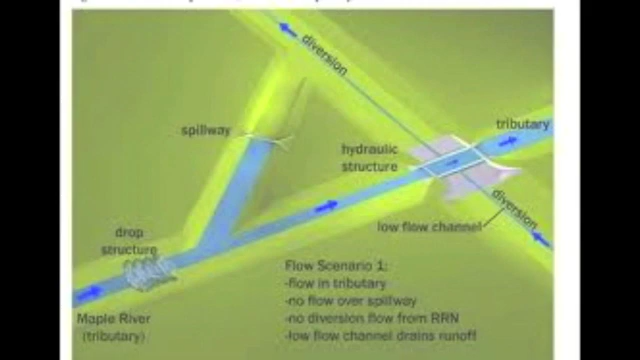 diversion
spillway
tributary
hydraulic
structure
diversion
low flow channel
drop
structure
Flow Scenario 1:
-flow in tributary
-no flow over spillway
-no diversion flow from RRN
-low flow channel drains runoff
Maple River
(tributary)